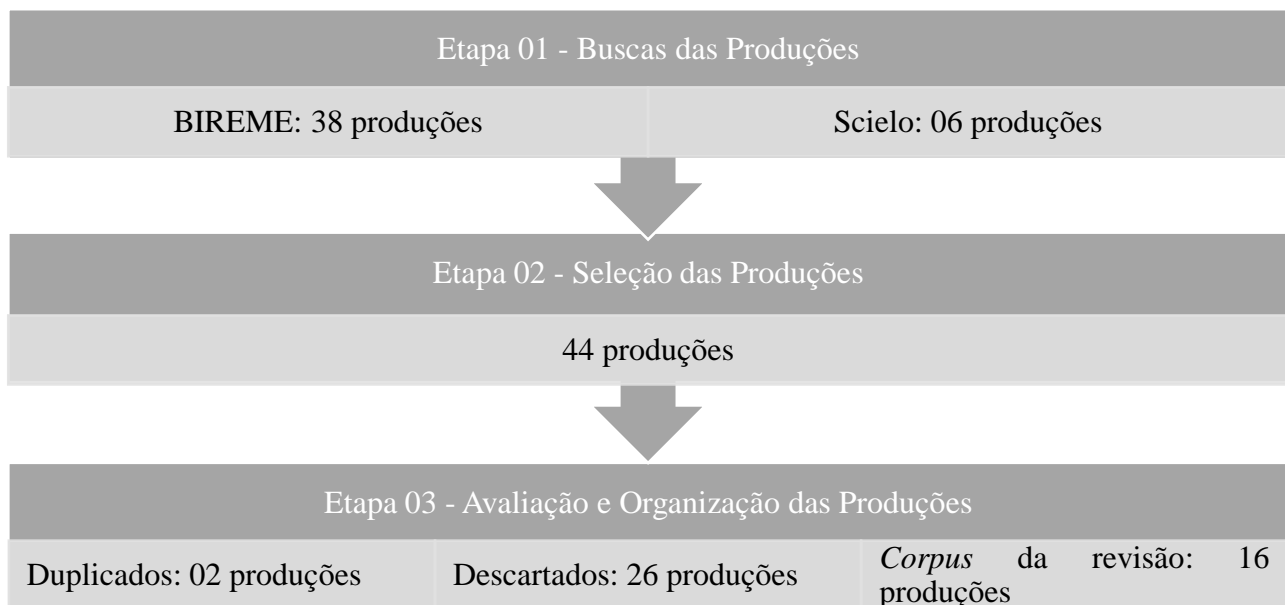 Etapa 01 - Buscas das Produções
BIREME: 38 produções
Scielo: 06 produções
Etapa 02 - Seleção das Produções
44 produções
Etapa 03 - Avaliação e Organização das Produções
Duplicados: 02 produções
Descartados: 26 produções
Corpus da revisão: 16
produções